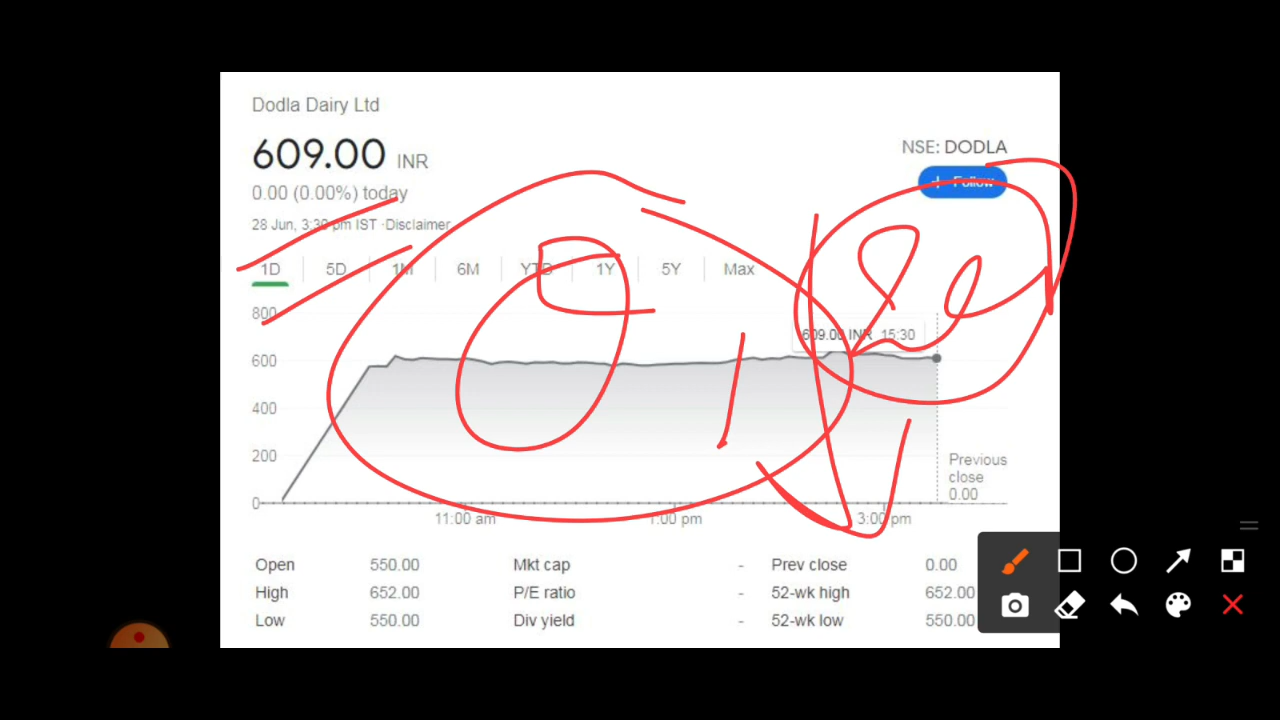 Dodla Dairy Ltd
609.00 INR
NSE: DODLA
+ Follow
0.00 (0.00%) today
28 Jun, 3:30 pm IST · Disclaimer
1D 5D 1M 6M YTD 1Y 5Y Max
800
609.00 INR 15:30
600
400
200
Previous
close
0.00
0
11:00 am 1:00 pm 3:00 pm
Open 550.00 Mkt cap - Prev close 0.00
High 652.00 P/E ratio - 52-wk high 652.00
Low 550.00 Div yield - 52-wk low 550.00